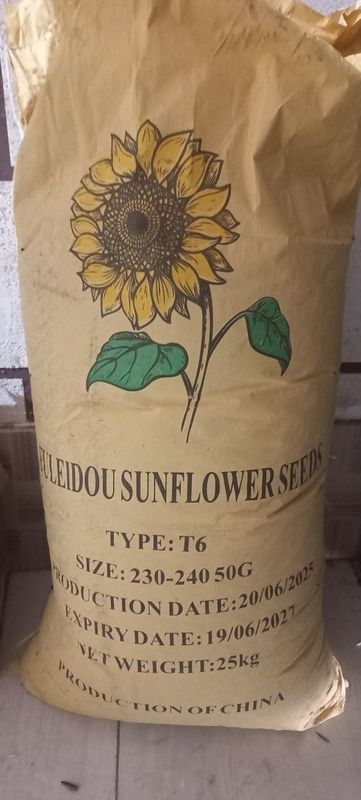 FULEIDOU SUNFLOWER SEEDS
TYPE: T6
SIZE: 230-240 50G
PRODUCTION DATE: 20/06/2025
EXPIRY DATE: 19/06/2027
NET WEIGHT:25kg
PRODUCTION OF CHINA